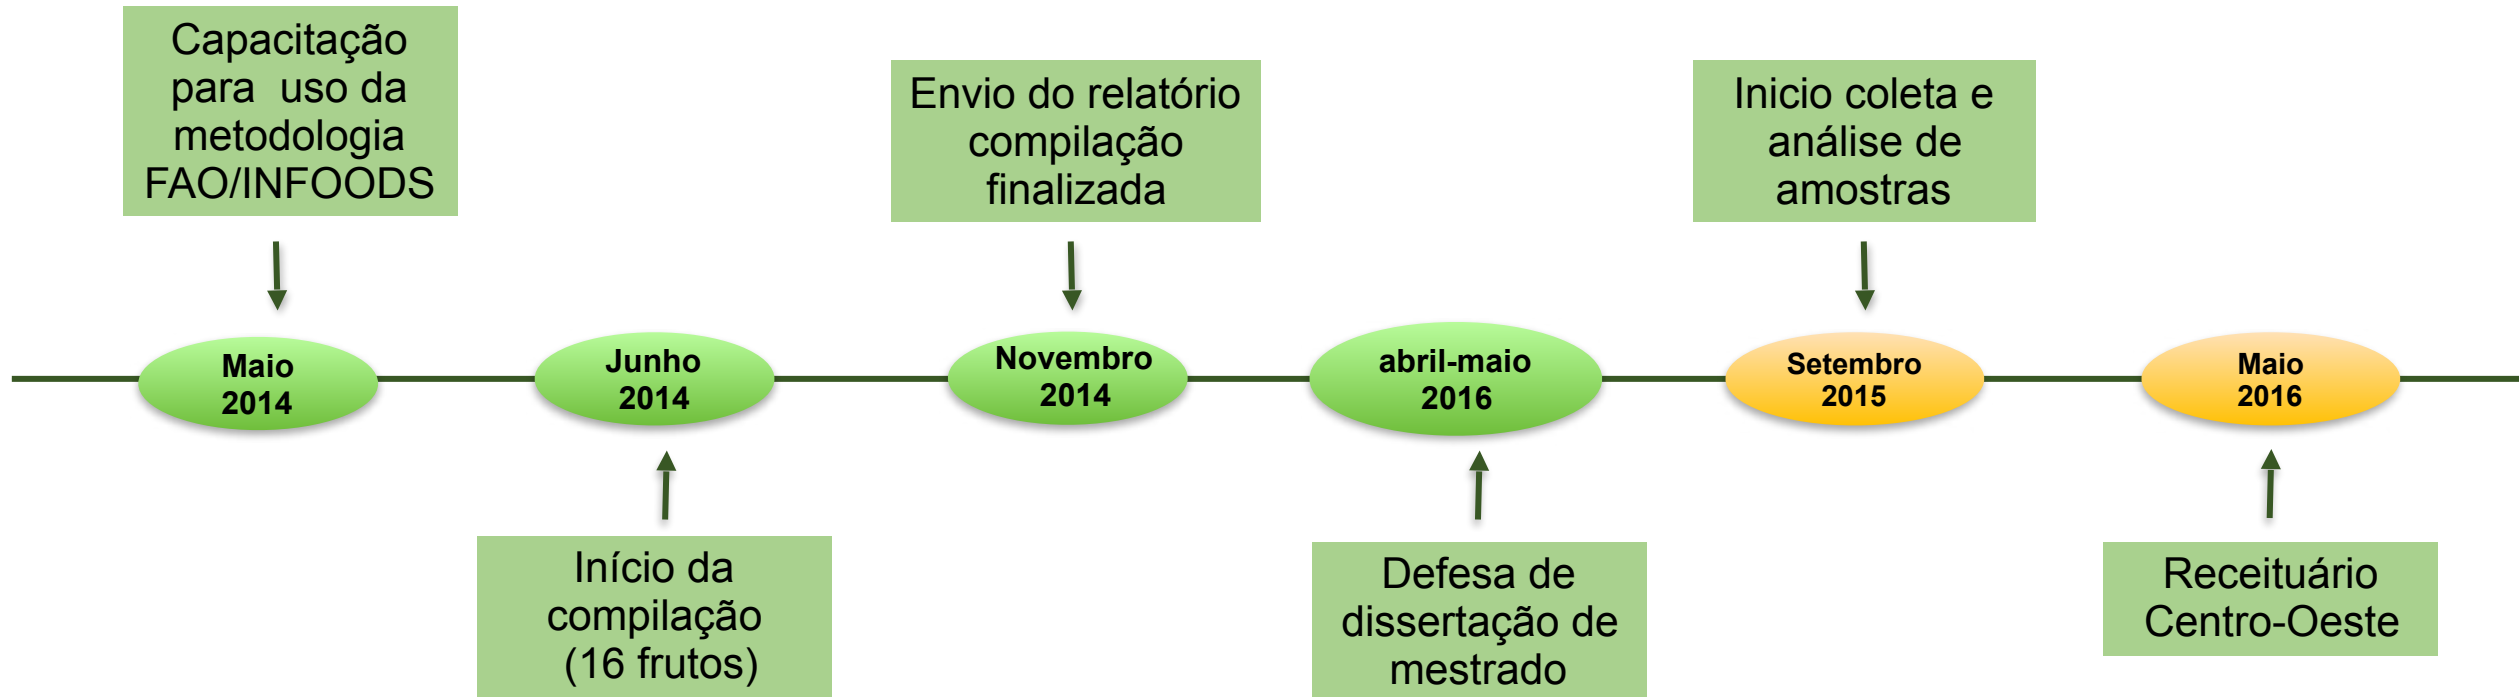 Capacitação
para uso da
metodologia
FAO/INFOODS
Envio do relatório
compilação
finalizada
Inicio coleta e
análise de
amostras
Maio
2014
Junho
2014
Novembro
2014
abril-maio
2016
Setembro
2015
Maio
2016
Início da
compilação
(16 frutos)
Defesa de
dissertação de
mestrado
Receituário
Centro-Oeste